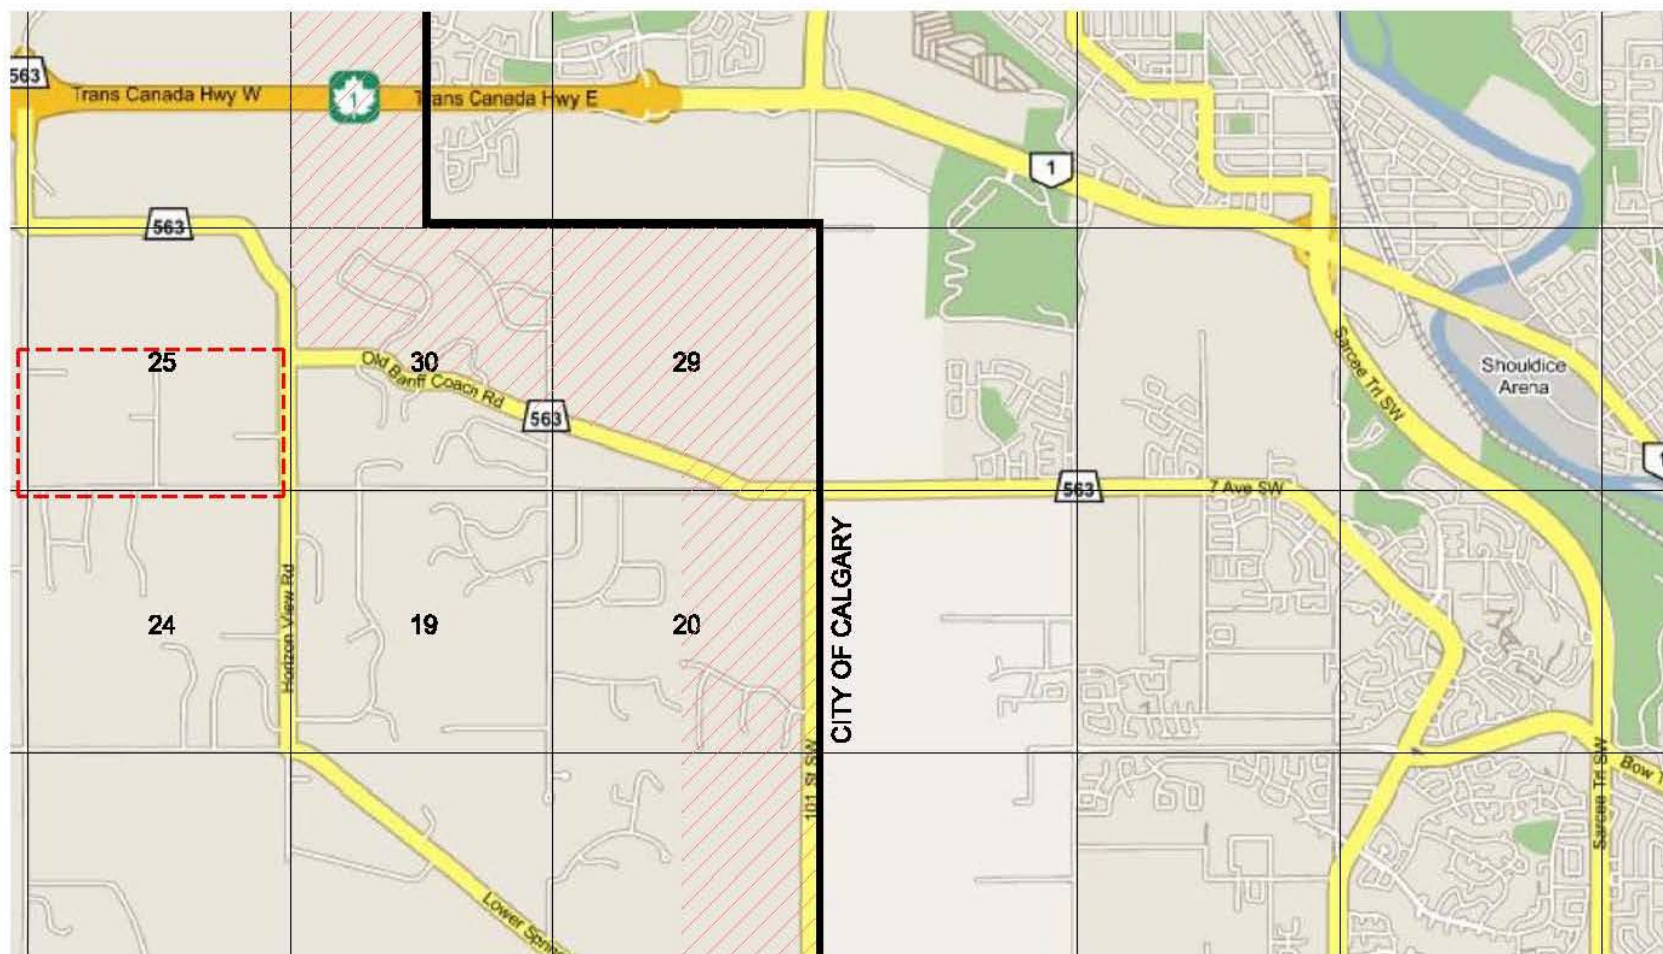 563
Trans Canada Hwy W
1
Trans Canada Hwy E
1
563
25
30
29
Old Banff Coach Rd
563
Sarcee Trl SW
Shouldice
Arena
563
7 Ave SW
CITY OF CALGARY
Horizon View Rd
24
19
20
101 St SW
Sarcee Trl SW
Bow T
Lower Sprin